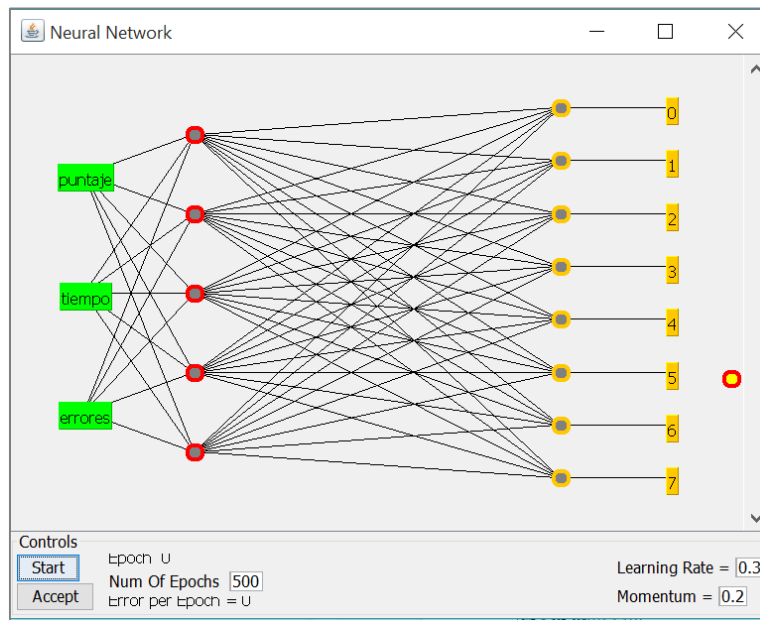 Neural Network
0
puntaje
1
2
tiempo
3
4
5
errores
6
7
Controls
Start
Epoch 0
Num Of Epochs 500
Accept
Error per Epoch = 0
Learning Rate = 0.3
Momentum = 0.2